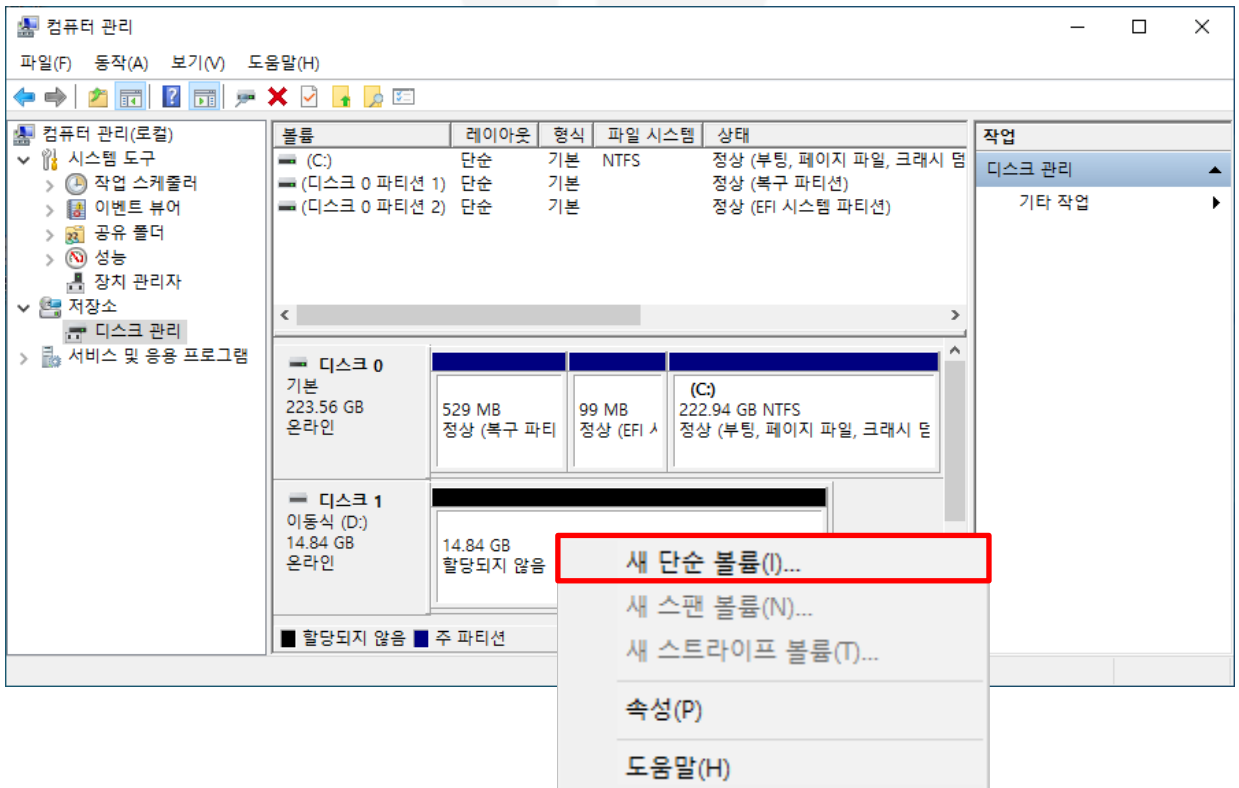 컴퓨터 관리
파일(F) 동작(A) 보기(V) 도움말(H)
컴퓨터 관리(로컬)
시스템 도구
작업 스케줄러
이벤트 뷰어
공유 폴더
성능
장치 관리자
저장소
디스크 관리
서비스 및 응용 프로그램
볼륨 레이아웃 형식 파일 시스템 상태
(C:) 단순 기본 NTFS 정상 (부팅, 페이지 파일, 크래시 덤
(디스크 0 파티션 1) 단순 기본 정상 (복구 파티션)
(디스크 0 파티션 2) 단순 기본 정상 (EFI 시스템 파티션)
디스크 0
기본
223.56 GB
온라인
529 MB
정상 (복구 파티
99 MB
정상 (EFI
(C:)
222.94 GB NTFS
정상 (부팅, 페이지 파일, 크래시
디스크 1
이동식 (D:)
14.84 GB
온라인
14.84 GB
할당되지 않음
할당되지 않음 주 파티션
작업
디스크 관리
기타 작업
새 단순 볼륨(I)...
새 스팬 볼륨(N)...
새 스트라이프 볼륨(T)...
속성(P)
도움말(H)